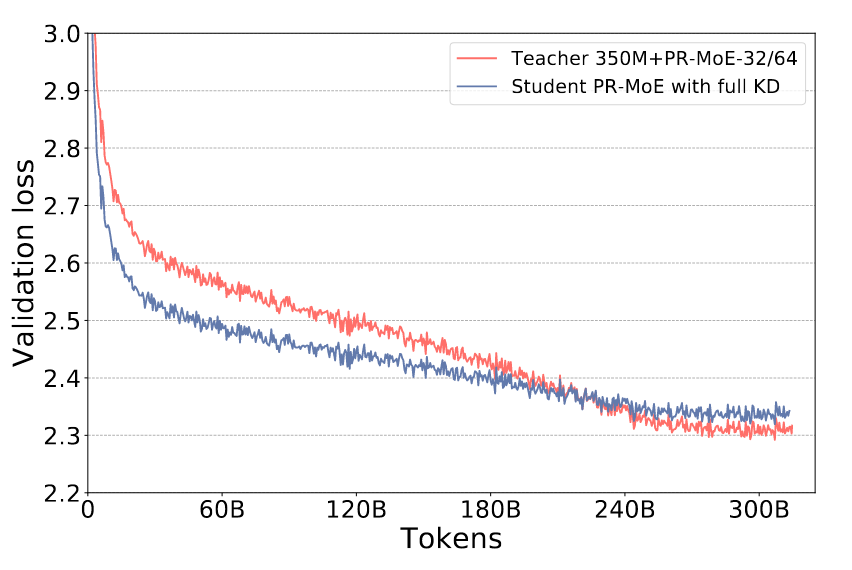 Teacher 350M+PR-MoE-32/64
Student PR-MoE with full KD
Validation loss
3.0
2.9
2.8
2.7
2.6
2.5
2.4
2.3
2.2
0 60B 120B 180B 240B 300B
Tokens